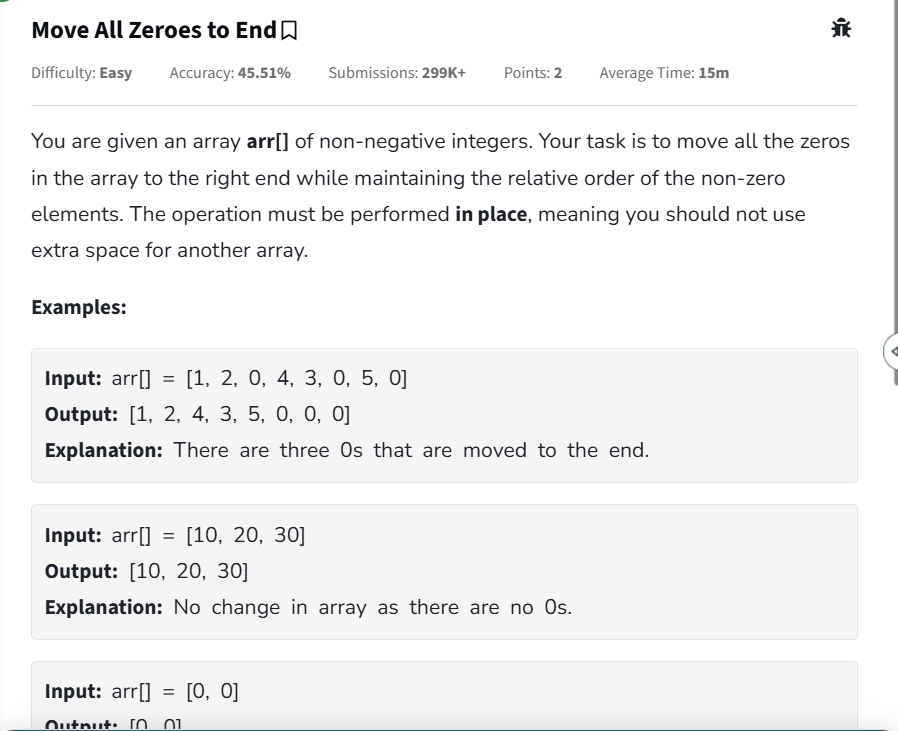 Move All Zeroes to End
Difficulty: Easy Accuracy: 45.51% Submissions: 299K+ Points: 2 Average Time: 15m
You are given an array arr[] of non-negative integers. Your task is to move all the zeros
in the array to the right end while maintaining the relative order of the non-zero
elements. The operation must be performed in place, meaning you should not use
extra space for another array.
Examples:
Input: arr[] = [1, 2, 0, 4, 3, 0, 5, 0]
Output: [1, 2, 4, 3, 5, 0, 0, 0]
Explanation: There are three 0s that are moved to the end.
Input: arr[] = [10, 20, 30]
Output: [10, 20, 30]
Explanation: No change in array as there are no 0s.
Input: arr[] = [0, 0]
Output: [0, 0]